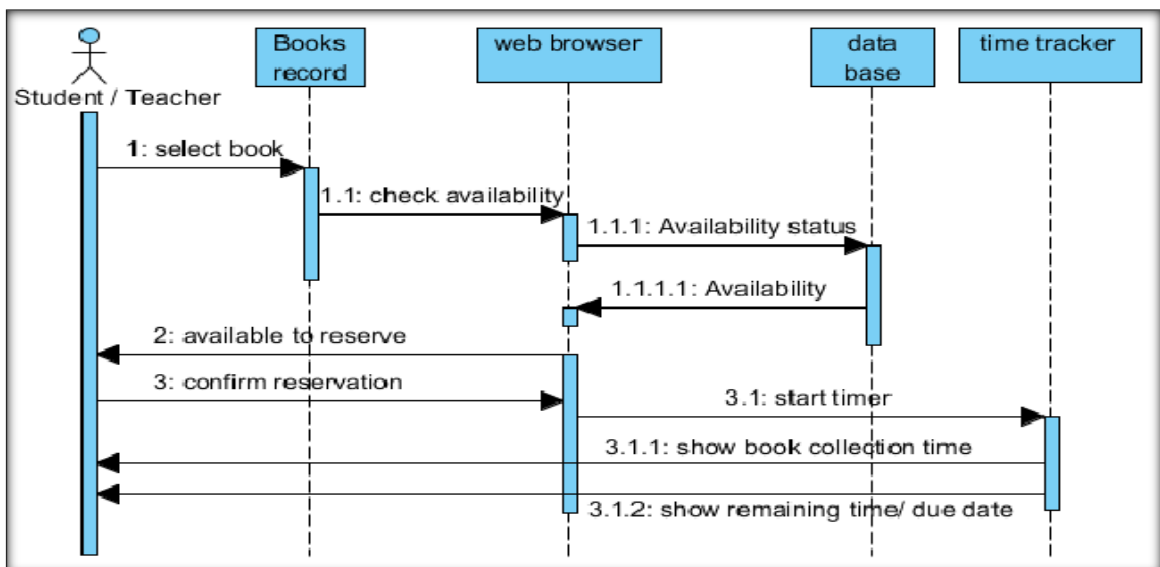 Books
record
web browser
data
base
time tracker
Student / Teacher
1: select book
1.1: check availability
1.1.1: Availability status
1.1.1.1: Availability
2: available to reserve
3: confirm reservation
3.1: start timer
3.1.1: show book collection time
3.1.2: show remaining time/ due date